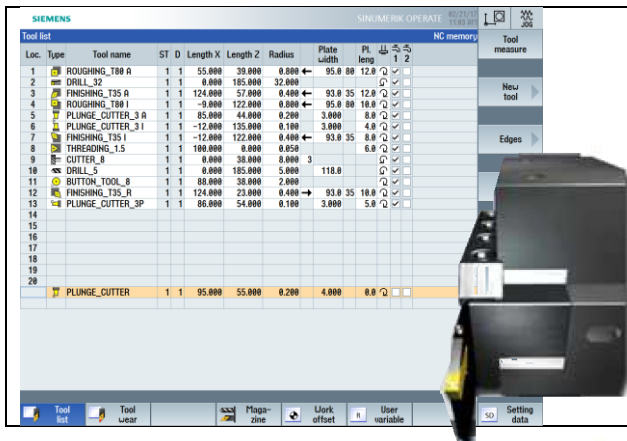 SIEMENS SINUMERIK OPERATE 02/21/17 11:03 AM JOG
Tool list NC memory
Tool measure
Loc. Type Tool name ST D Length X Length Z Radius Plate width Pl. leng 1 2
1 ROUGHING_T80 A 1 1 55.000 39.000 0.800 ← 95.0 80 12.0
2 DRILL_32 1 1 0.000 185.000 32.000
3 FINISHING_T35 A 1 1 124.000 57.000 0.400 ← 93.0 35 12.0
4 ROUGHING_T80 I 1 1 -9.000 122.000 0.800 ← 95.0 80 10.0
5 PLUNGE_CUTTER_3 A 1 1 85.000 44.000 0.200 3.000 8.0
6 PLUNGE_CUTTER_3 I 1 1 -12.000 135.000 0.100 3.000 4.0
7 FINISHING_T35 I 1 1 -12.000 122.000 0.400 ← 93.0 35 8.0
8 THREADING_1.5 1 1 100.000 0.000 0.050 6.0
9 CUTTER_8 1 1 0.000 38.000 8.000 3
10 DRILL_5 1 1 0.000 185.000 5.000 118.0
11 BUTTON_TOOL_8 1 1 88.000 38.000 2.000
12 FINISHING_T35_R 1 1 124.000 23.000 0.400 → 93.0 35 10.0
13 PLUNGE_CUTTER_3P 1 1 86.000 54.000 0.100 3.000 5.0
14
15
16
17
18
19
20
PLUNGE_CUTTER 1 1 95.000 55.000 0.200 4.000 0.0
New tool
Edges
Tool list
Tool wear
Maga- zine
Work offset
R User variable
SD Setting data